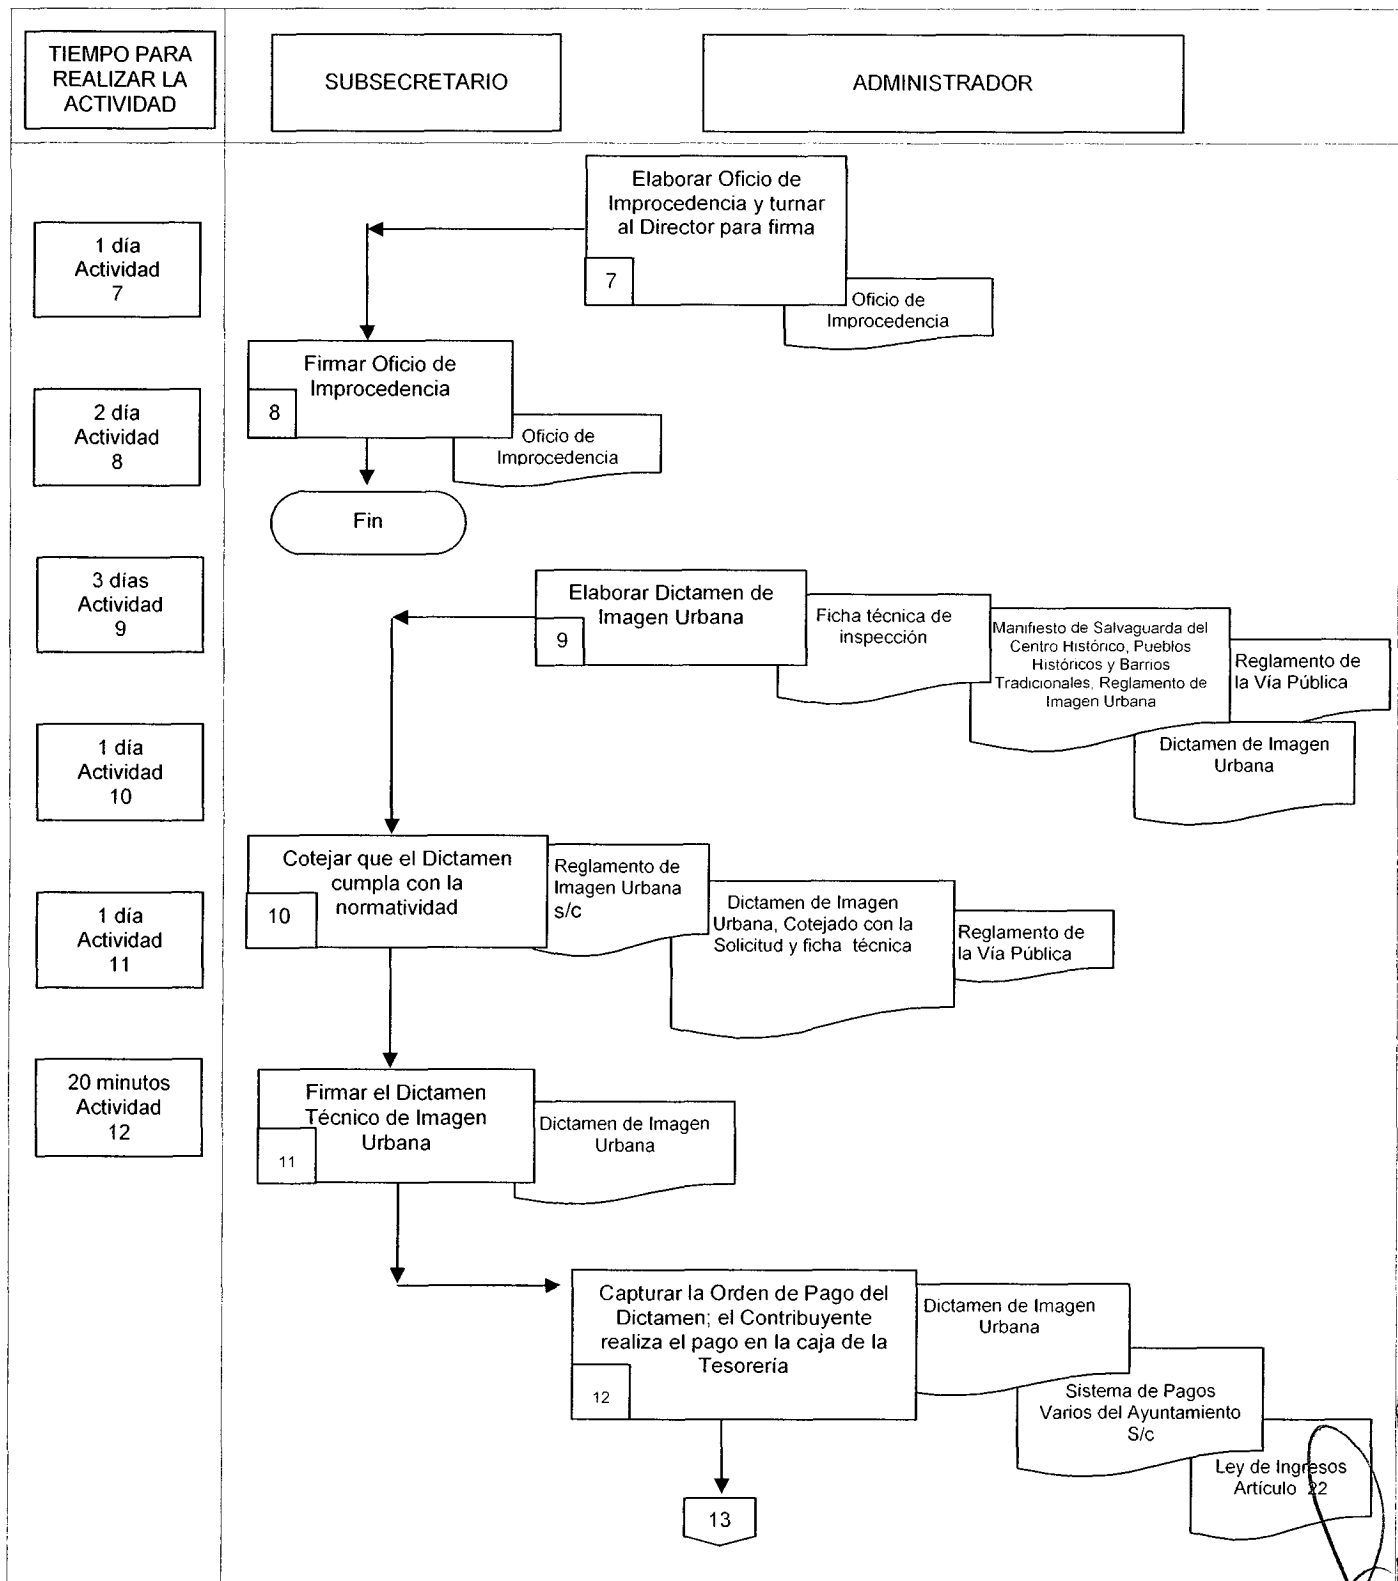 TIEMPO PARA
REALIZAR LA
ACTIVIDAD
SUBSECRETARIO
ADMINISTRADOR
1 día
Actividad
7
Elaborar Oficio de
Improcedencia y turnar
al Director para firma
7
Oficio de
Improcedencia
2 día
Actividad
8
Firmar Oficio de
Improcedencia
8
Oficio de
Improcedencia
Fin
3 días
Actividad
9
Elaborar Dictamen de
Imagen Urbana
9
Ficha técnica de
inspección
Manifiesto de Salvaguarda del
Centro Histórico, Pueblos
Históricos y Barrios
Tradicionales, Reglamento de
Imagen Urbana
Reglamento de
la Vía Pública
Dictamen de Imagen
Urbana
1 día
Actividad
10
Cotejar que el Dictamen
cumpla con la
normatividad
10
Reglamento de
Imagen Urbana
s/c
Dictamen de Imagen
Urbana, Cotejado con la
Solicitud y ficha técnica
Reglamento de
la Vía Pública
1 día
Actividad
11
Firmar el Dictamen
Técnico de Imagen
Urbana
11
Dictamen de Imagen
Urbana
20 minutos
Actividad
12
Capturar la Orden de Pago del
Dictamen; el Contribuyente
realiza el pago en la caja de la
Tesorería
12
Dictamen de Imagen
Urbana
Sistema de Pagos
Varios del Ayuntamiento
S/c
Ley de Ingresos
Artículo 22
13